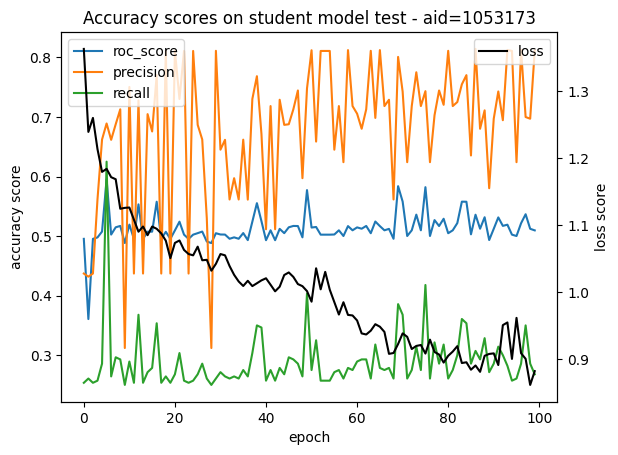 Accuracy scores on student model test - aid=1053173
roc_score
precision
recall
loss
accuracy score
0.8
0.7
0.6
0.5
0.4
0.3
loss score
1.3
1.2
1.1
1.0
0.9
0
20
40
60
80
100
epoch